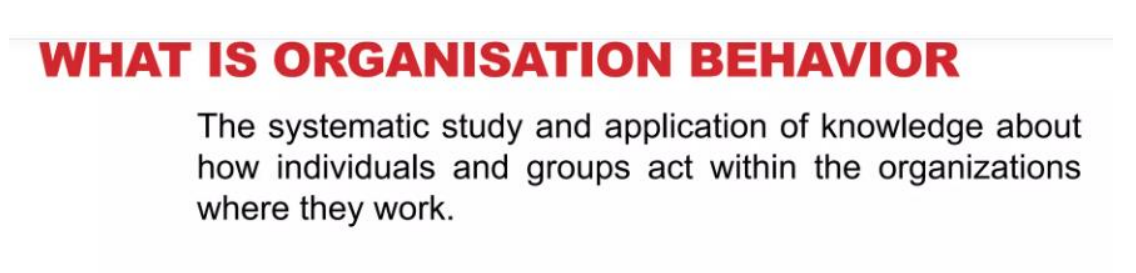 WHAT IS ORGANISATION BEHAVIOR
The systematic study and application of knowledge about
how individuals and groups act within the organizations
where they work.